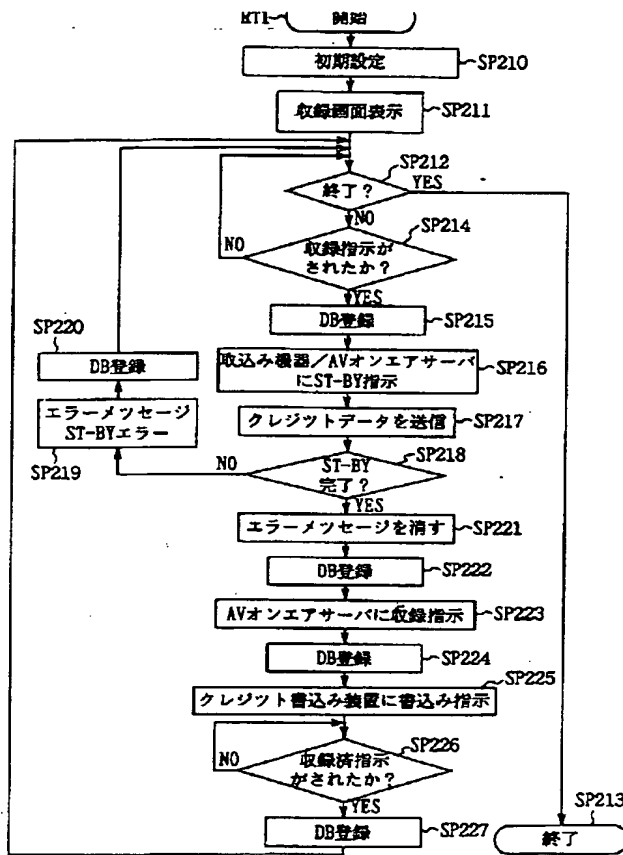 RT1
開始
初期設定
SP210
収録画面表示
SP211
SP212
終了?
YES
NO
SP214
収録指示が
されたか?
NO
YES
DB登録
SP215
取込み機器/AVオンエアサーバ
にST-BY指示
SP216
クレジットデータを送信
SP217
SP218
ST-BY
完了?
NO
YES
SP220
DB登録
エラーメッセージ
ST-BYエラー
SP219
エラーメッセージを消す
SP221
DB登録
SP222
AVオンエアサーバに収録指示
SP223
DB登録
SP224
SP225
クレジット書込み装置に書込み指示
SP226
収録済指示
がされたか?
NO
YES
DB登録
SP227
SP213
終了